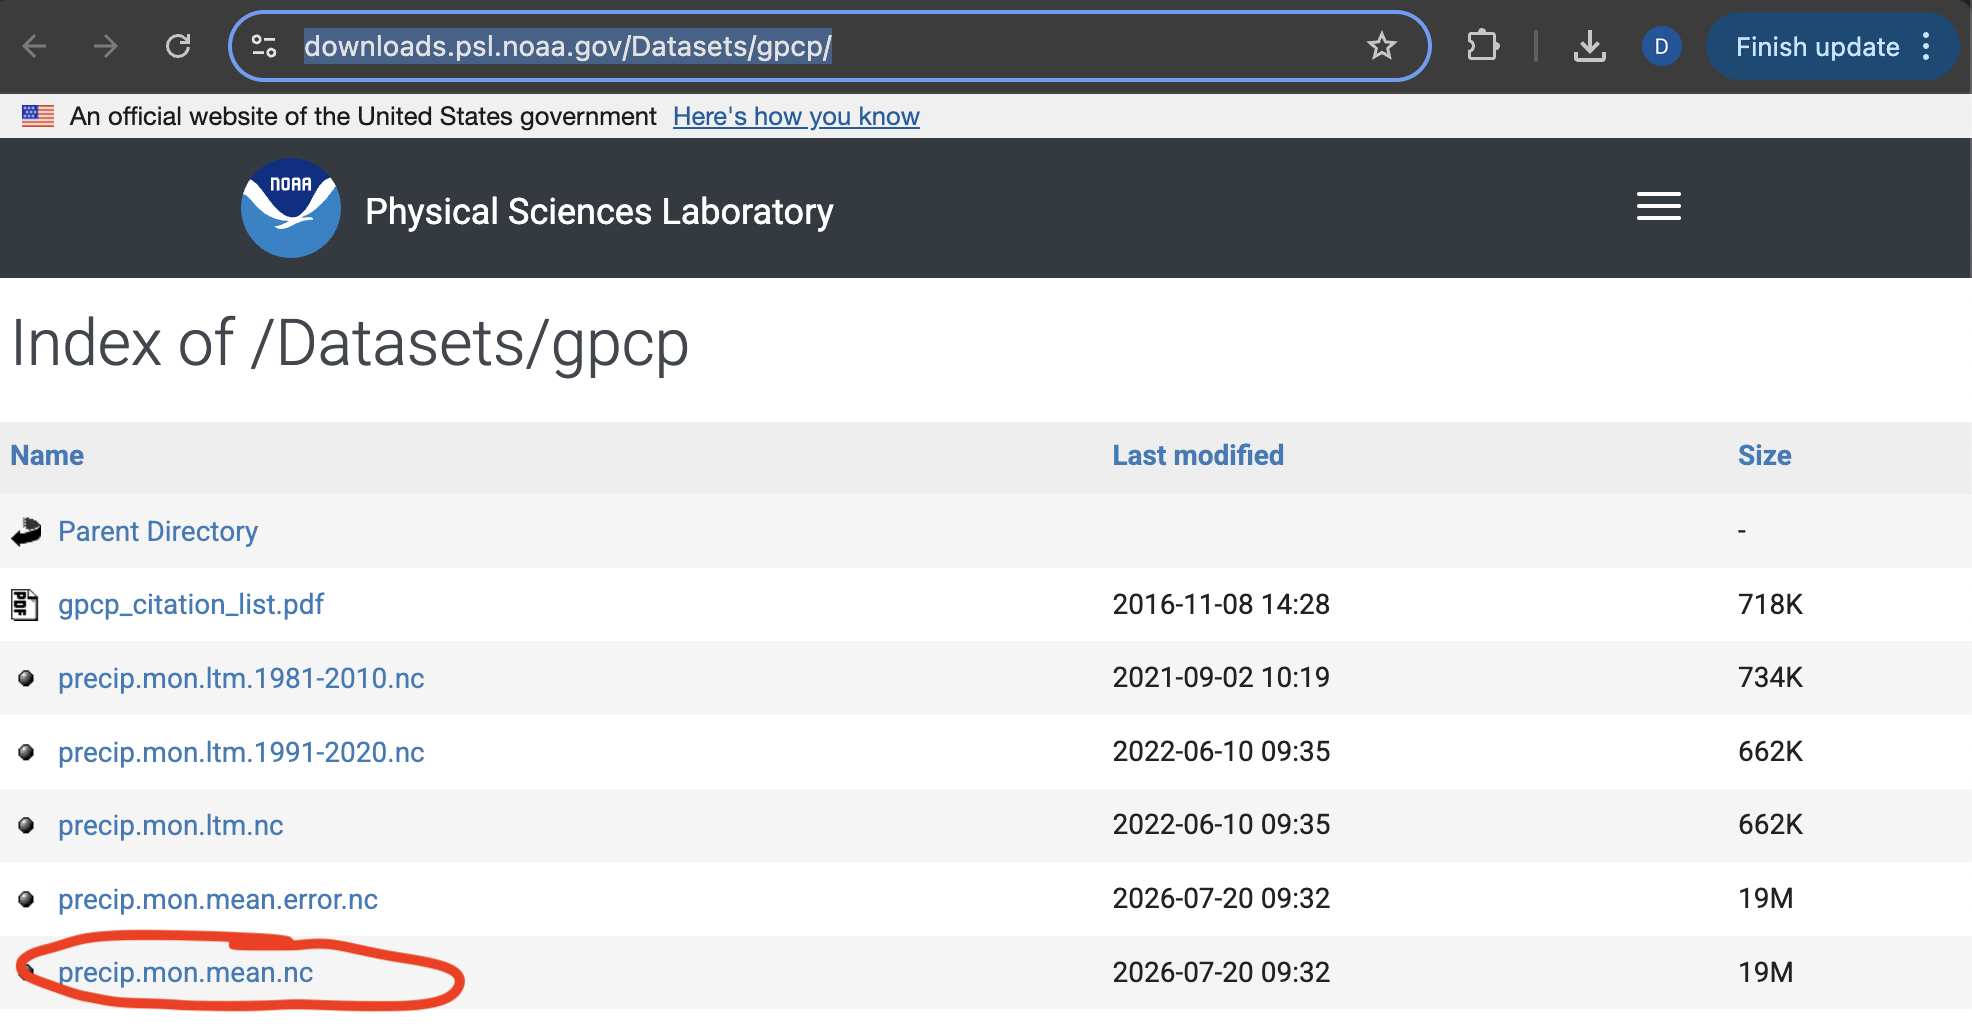 downloads.psl.noaa.gov/Datasets/gpcp/ D Finish update
An official website of the United States government Here's how you know
NOAA Physical Sciences Laboratory
Index of /Datasets/gpcp
Name Last modified Size
Parent Directory -
PDF gpcp_citation_list.pdf 2016-11-08 14:28 718K
precip.mon.ltm.1981-2010.nc 2021-09-02 10:19 734K
precip.mon.ltm.1991-2020.nc 2022-06-10 09:35 662K
precip.mon.ltm.nc 2022-06-10 09:35 662K
precip.mon.mean.error.nc 2026-07-20 09:32 19M
precip.mon.mean.nc 2026-07-20 09:32 19M